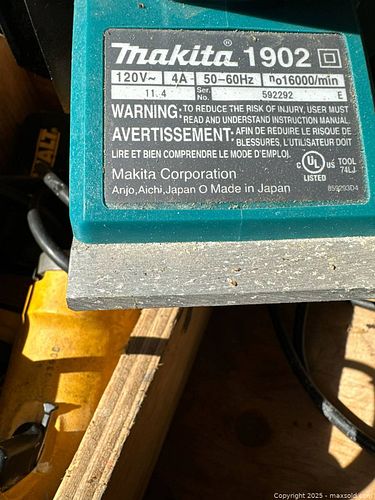 makita® 1902
120V~ 4A 50-60Hz no16000/min
11. 4 Ser. No. 592292 E
WARNING: TO REDUCE THE RISK OF INJURY, USER MUST
READ AND UNDERSTAND INSTRUCTION MANUAL.
AVERTISSEMENT: AFIN DE REDUIRE LE RISQUE DE
BLESSURES, L'UTILISATEUR DOIT
LIRE ET BIEN COMPRENDRE LE MODE D'EMPLOI.
Makita Corporation
Anjo, Aichi, Japan O Made in Japan
UL® LISTED
US TOOL
74LJ
859293D4
Copyright © 2025 - maxsold.com